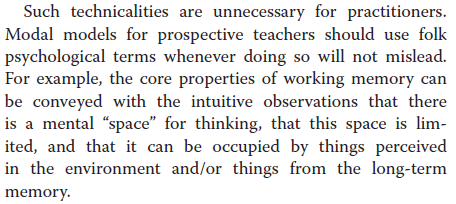 Such technicalities are unnecessary for practitioners.
Modal models for prospective teachers should use folk
psychological terms whenever doing so will not mislead.
For example, the core properties of working memory can
be conveyed with the intuitive observations that there
is a mental “space” for thinking, that this space is lim-
ited, and that it can be occupied by things perceived
in the environment and/or things from the long-term
memory.